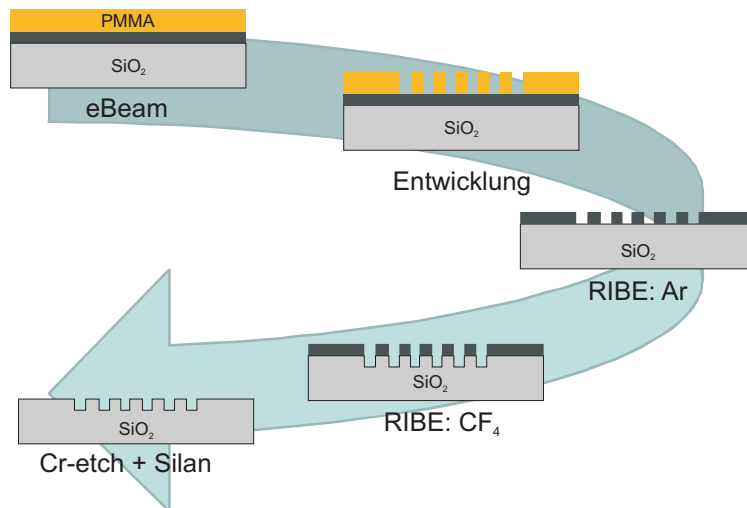 PMMA
SiO₂
eBeam
SiO₂
Entwicklung
SiO₂
RIBE: Ar
SiO₂
RIBE: CF₄
SiO₂
Cr-etch + Silan